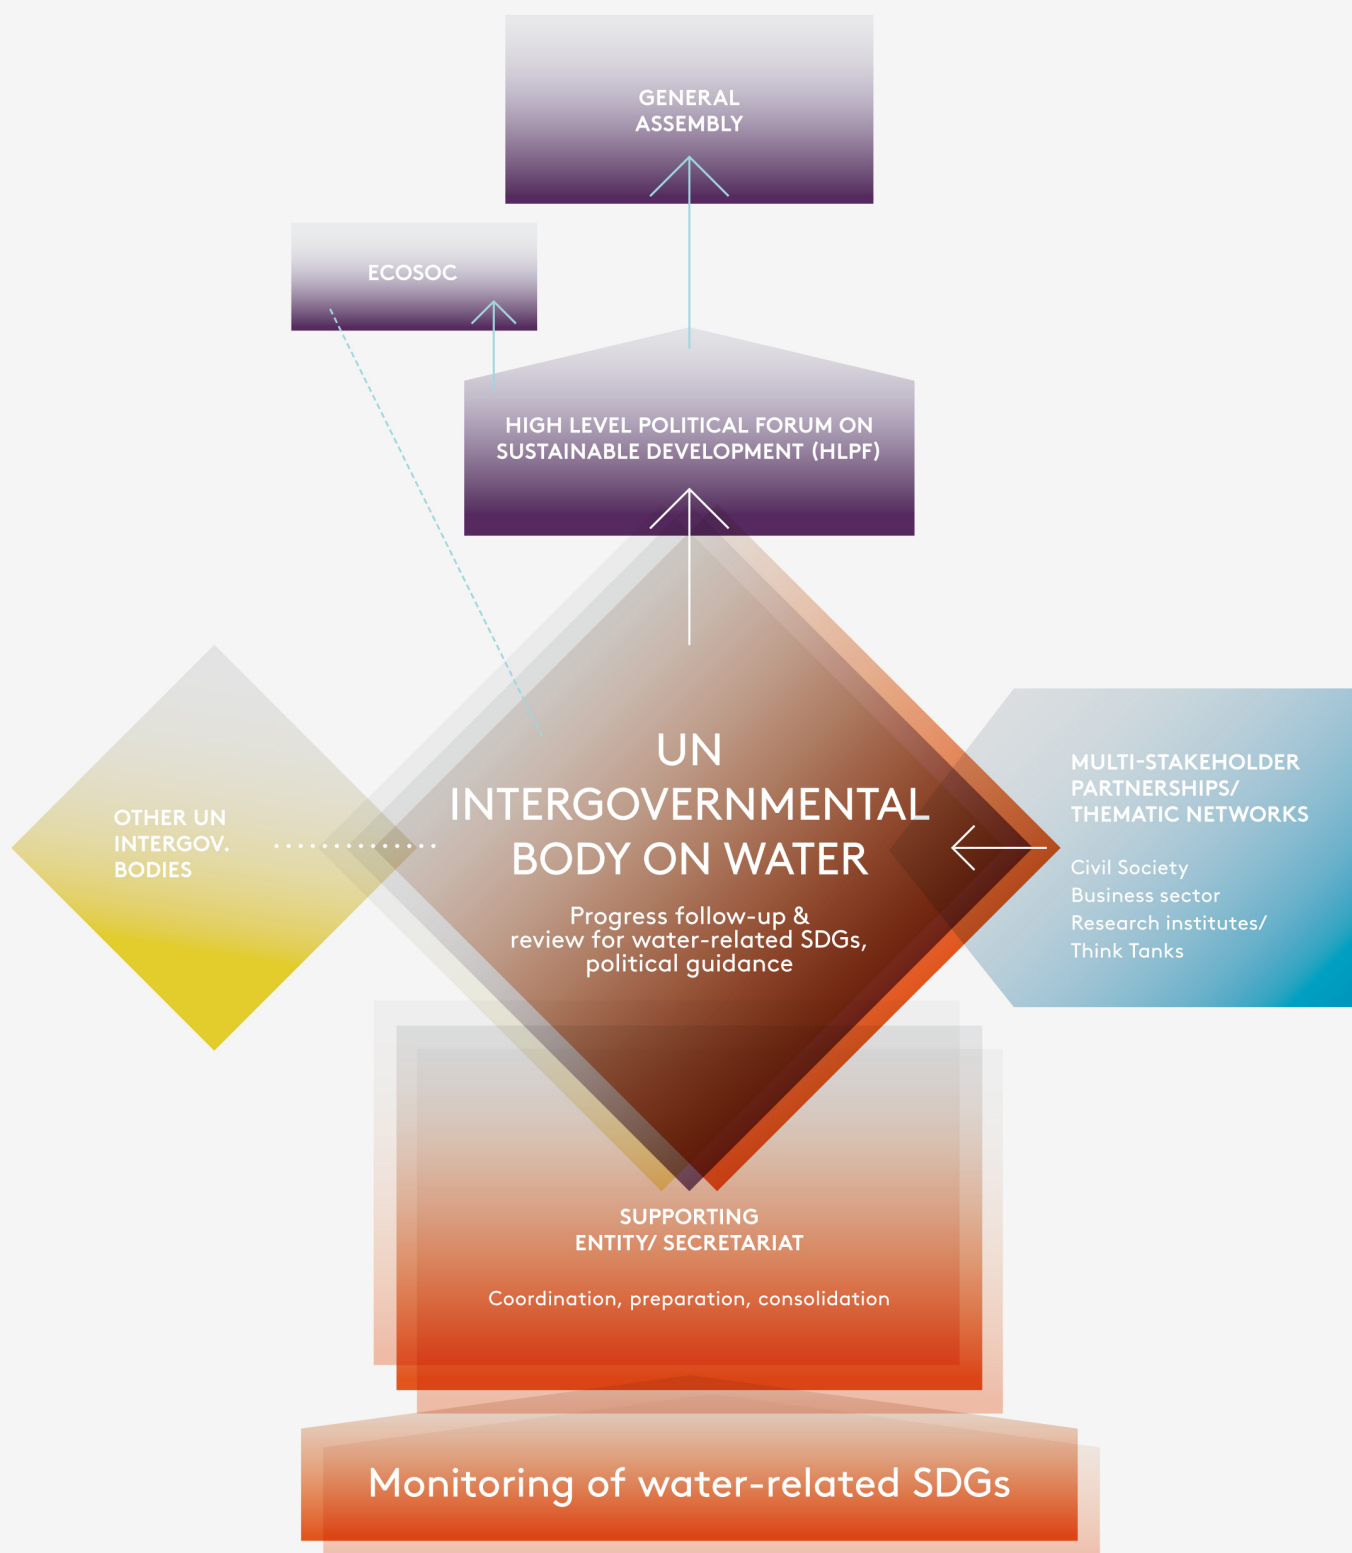 GENERAL
ASSEMBLY
ECOSOC
HIGH LEVEL POLITICAL FORUM ON
SUSTAINABLE DEVELOPMENT (HLPF)
OTHER UN
INTERGOV.
BODIES
UN
INTERGOVERNMENTAL
BODY ON WATER
Progress follow-up &
review for water-related SDGs,
political guidance
MULTI-STAKEHOLDER
PARTNERSHIPS/
THEMATIC NETWORKS
Civil Society
Business sector
Research institutes/
Think Tanks
SUPPORTING
ENTITY/ SECRETARIAT
Coordination, preparation, consolidation
Monitoring of water-related SDGs